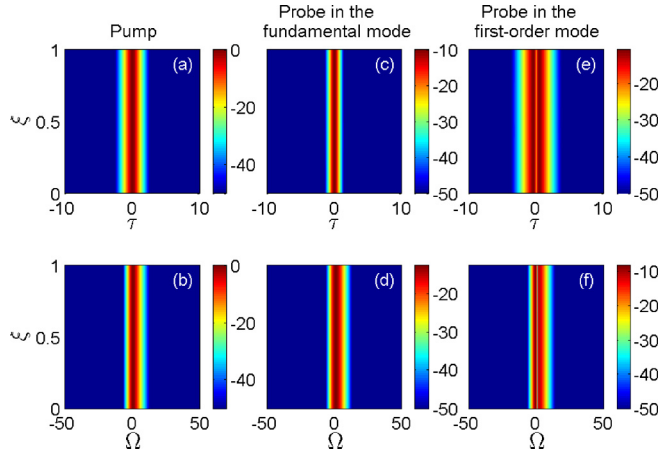 Pump
Probe in the
fundamental mode
Probe in the
first-order mode
(a)
1
0.5
0
ξ
-10 0 10
τ
0
-20
-40
(c)
-10 0 10
τ
-10
-20
-30
-40
-50
(e)
-10 0 10
τ
-20
-30
-40
-50
(b)
1
0.5
0
ξ
-50 0 50
Ω
0
-20
-40
(d)
-50 0 50
Ω
-20
-30
-40
-50
(f)
-50 0 50
Ω
-10
-20
-30
-40
-50